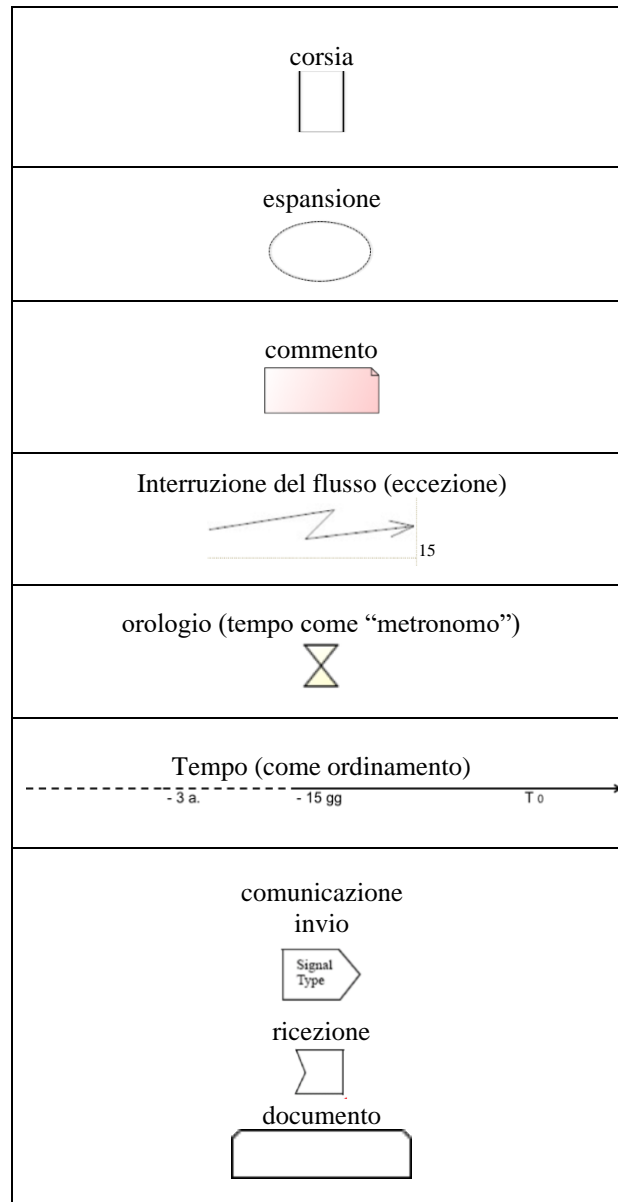 corsia
espansione
commento
Interruzione del flusso (eccezione)
15
orologio (tempo come “metronomo”)
Tempo (come ordinamento)
- 3 a. - 15 gg T 0
comunicazione
invio
Signal
Type
ricezione
documento